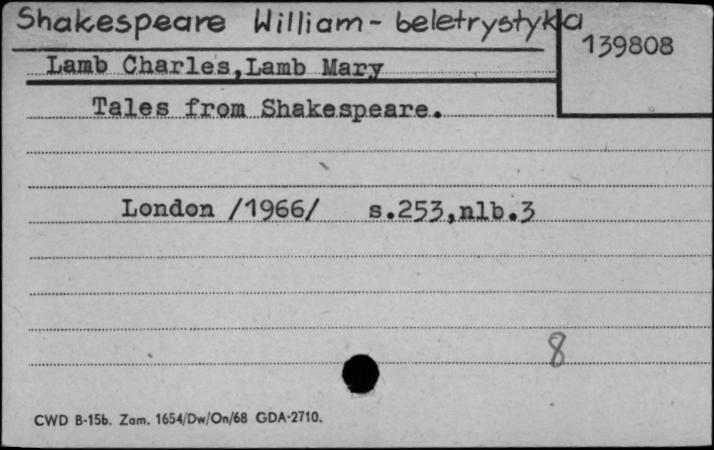 Shakespeare William - beletrystyka
139808
Lamb Charles,Lamb Mary
Tales from Shakespeare.
London /1966/ s.253,nlb.3
8
CWD B-15b. Zam. 1654/Dw/On/68 GDA-2710.